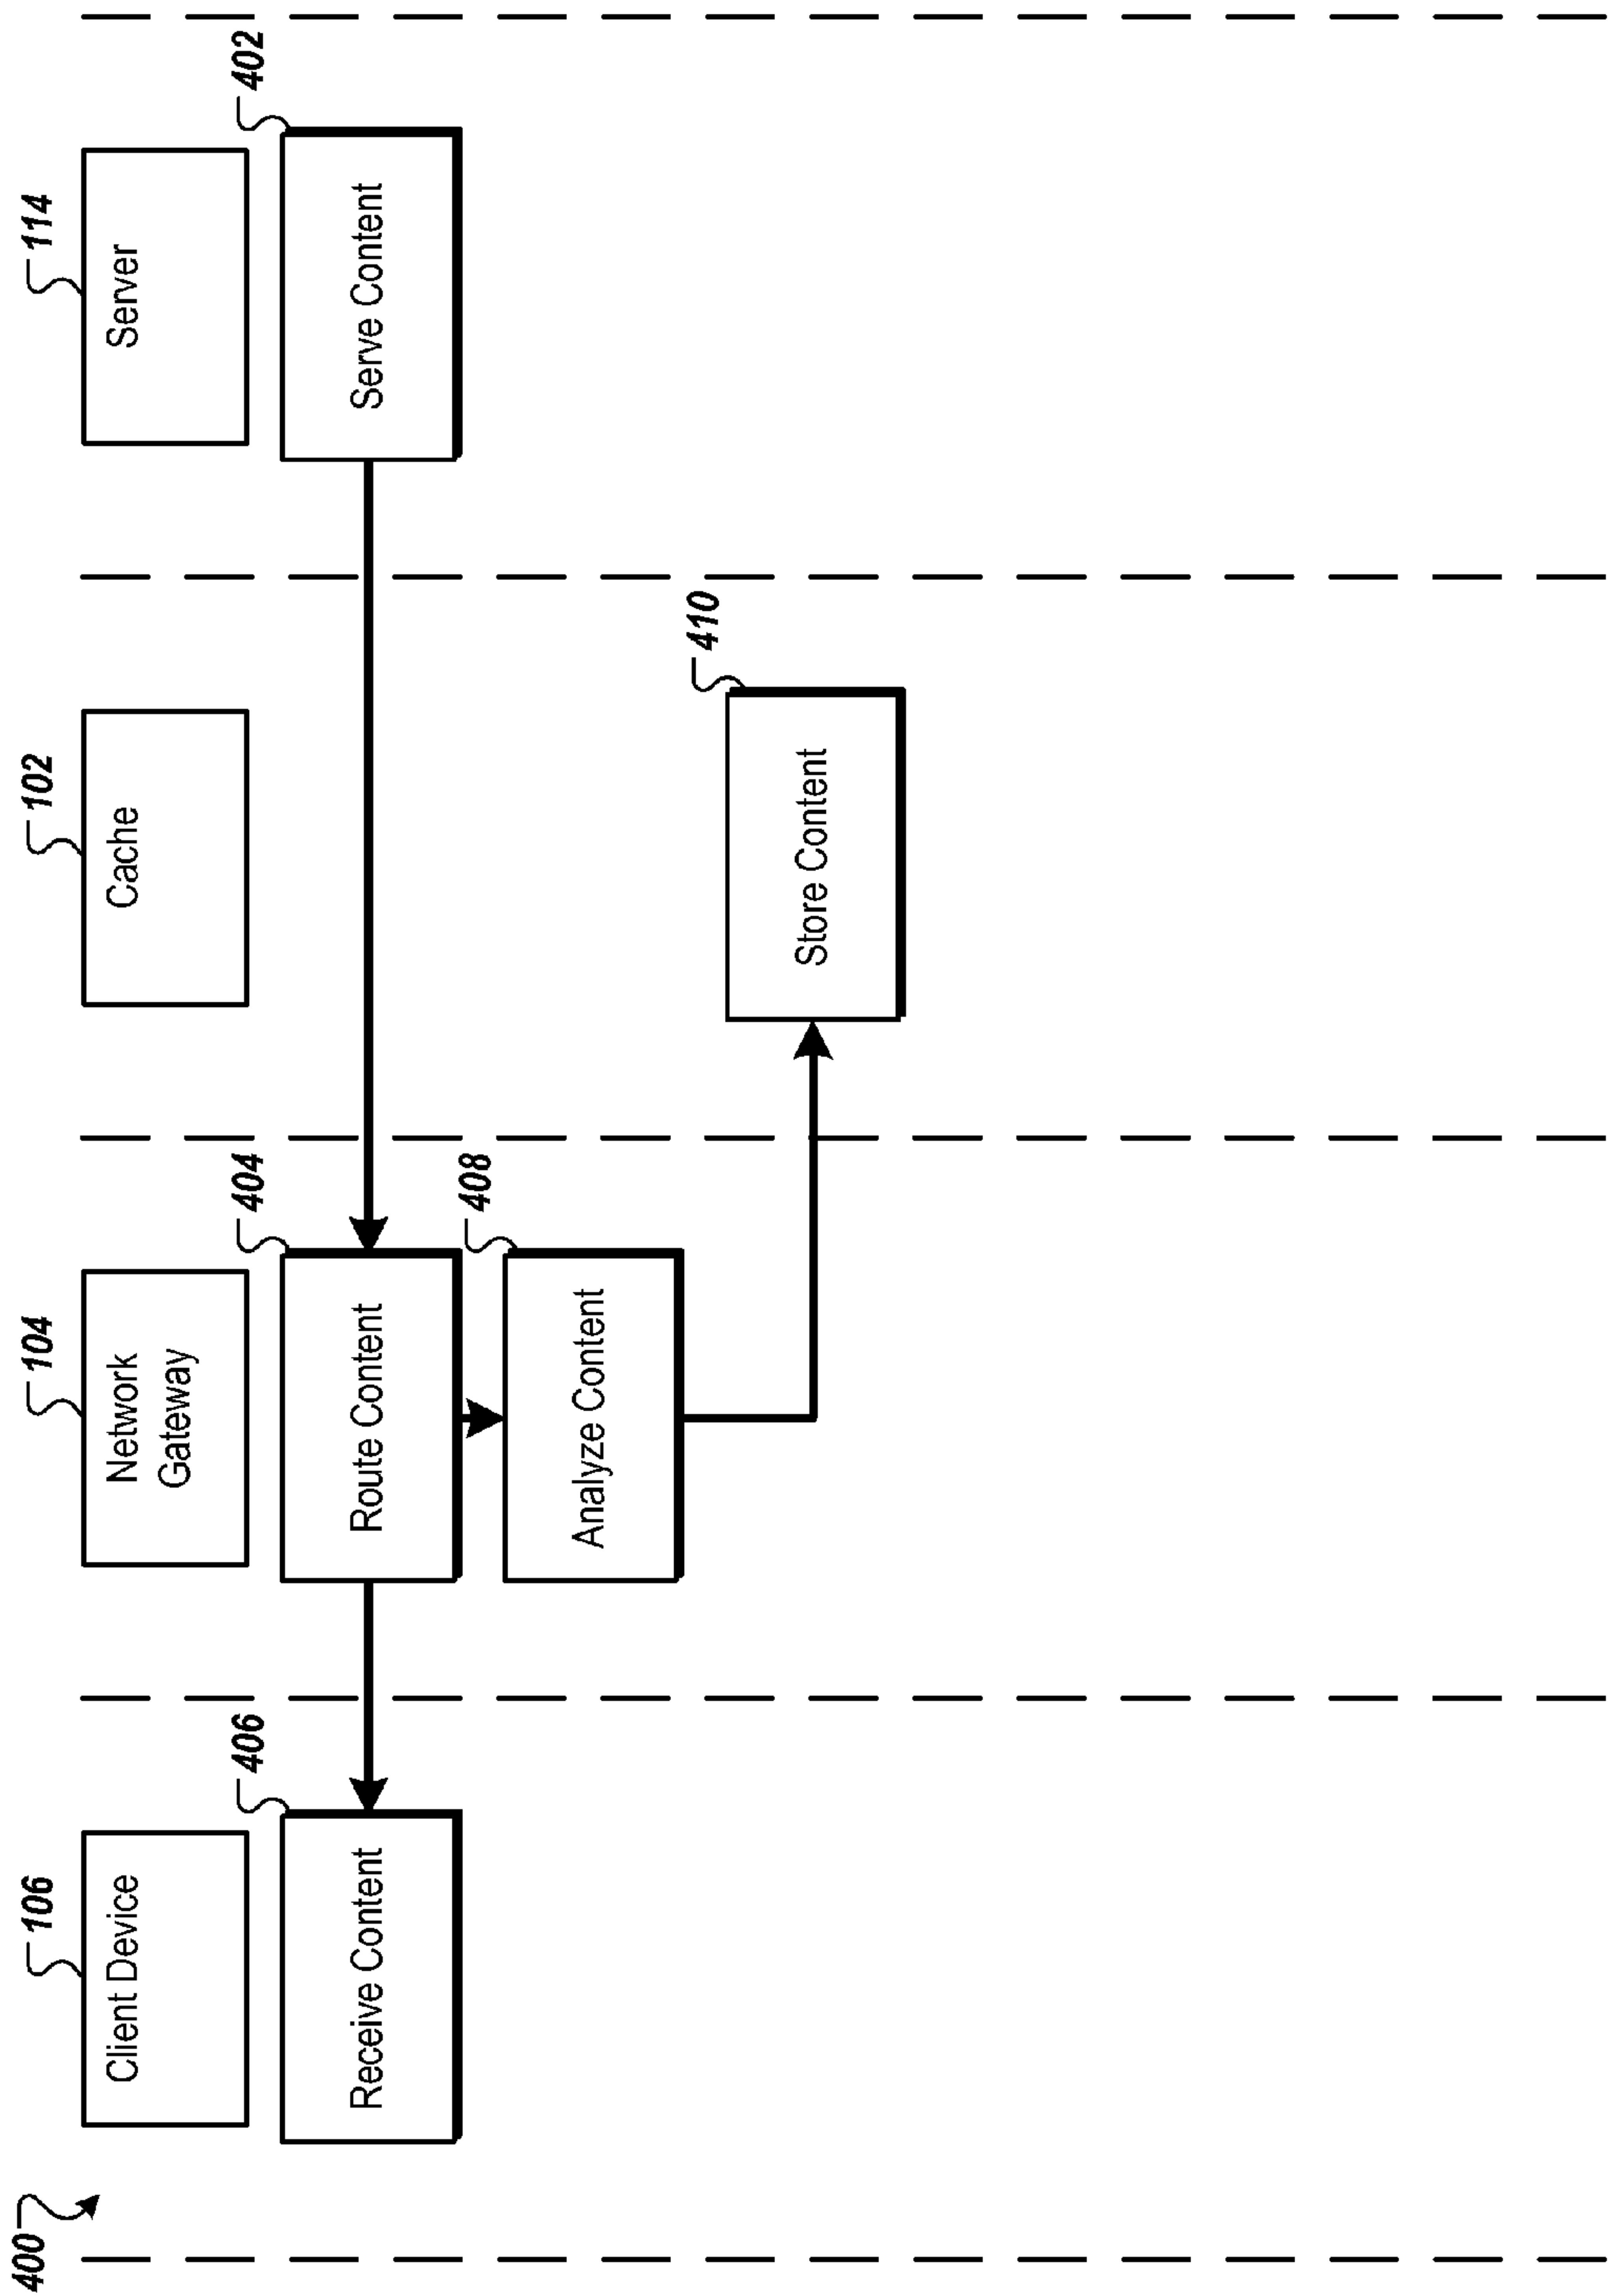 400
106
104
102
114
Client Device
Network
Gateway
Cache
Server
406
404
402
Receive Content
Route Content
Serve Content
408
Analyze Content
410
Store Content